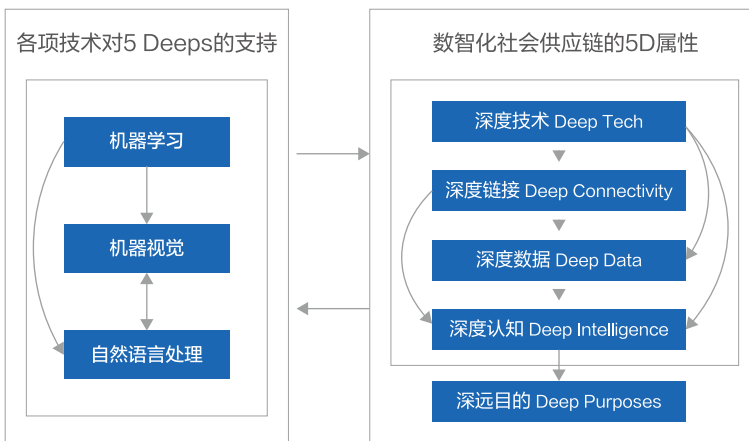 各项技术对5 Deeps的支持
机器学习
机器视觉
自然语言处理
数智化社会供应链的5D属性
深度技术 Deep Tech
深度链接 Deep Connectivity
深度数据 Deep Data
深度认知 Deep Intelligence
深远目的 Deep Purposes